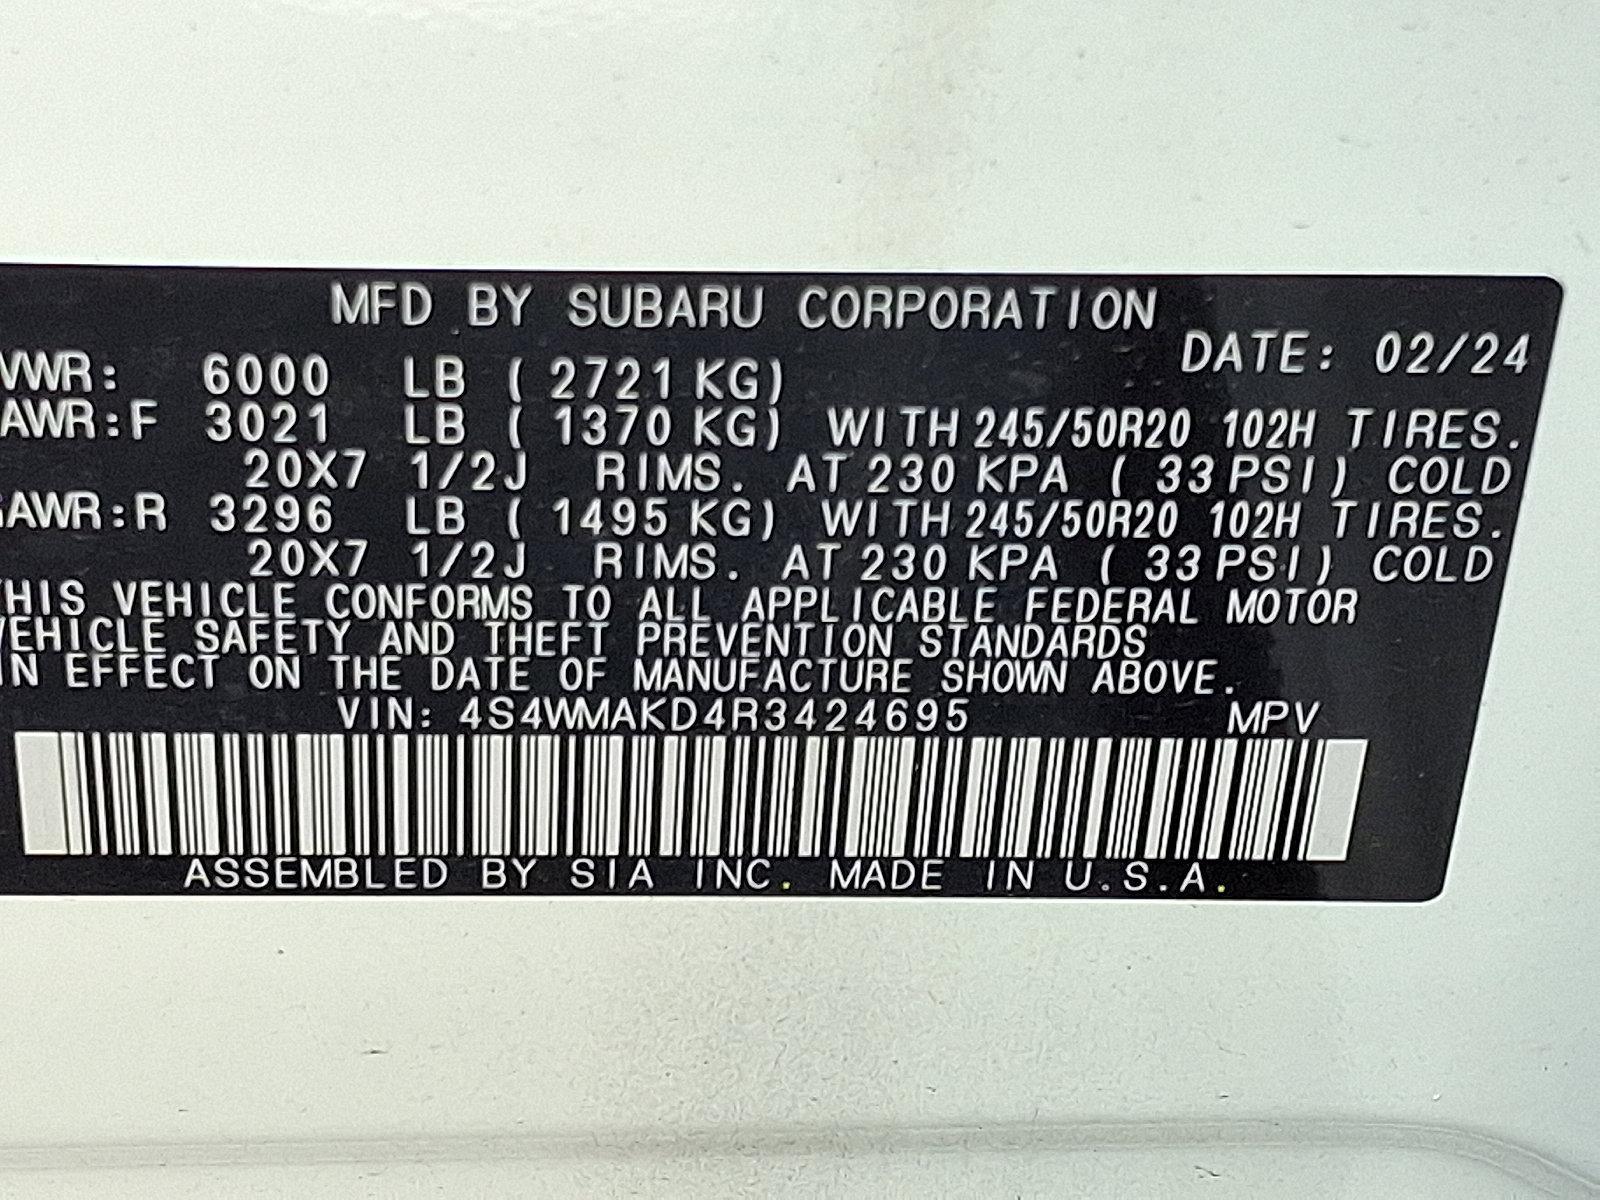 MFD BY SUBARU CORPORATION
DATE: 02/24
VWR: 6000 LB ( 2721 KG)
AWR:F 3021 LB ( 1370 KG) WITH 245/50R20 102H TIRES.
20X7 1/2J RIMS. AT 230 KPA ( 33 PSI) COLD
GAWR:R 3296 LB ( 1495 KG) WITH 245/50R20 102H TIRES.
20X7 1/2J RIMS. AT 230 KPA ( 33 PSI) COLD
THIS VEHICLE CONFORMS TO ALL APPLICABLE FEDERAL MOTOR
VEHICLE SAFETY AND THEFT PREVENTION STANDARDS
IN EFFECT ON THE DATE OF MANUFACTURE SHOWN ABOVE.
VIN: 4S4WMAKD4R3424695 MPV
ASSEMBLED BY SIA INC. MADE IN U.S.A.